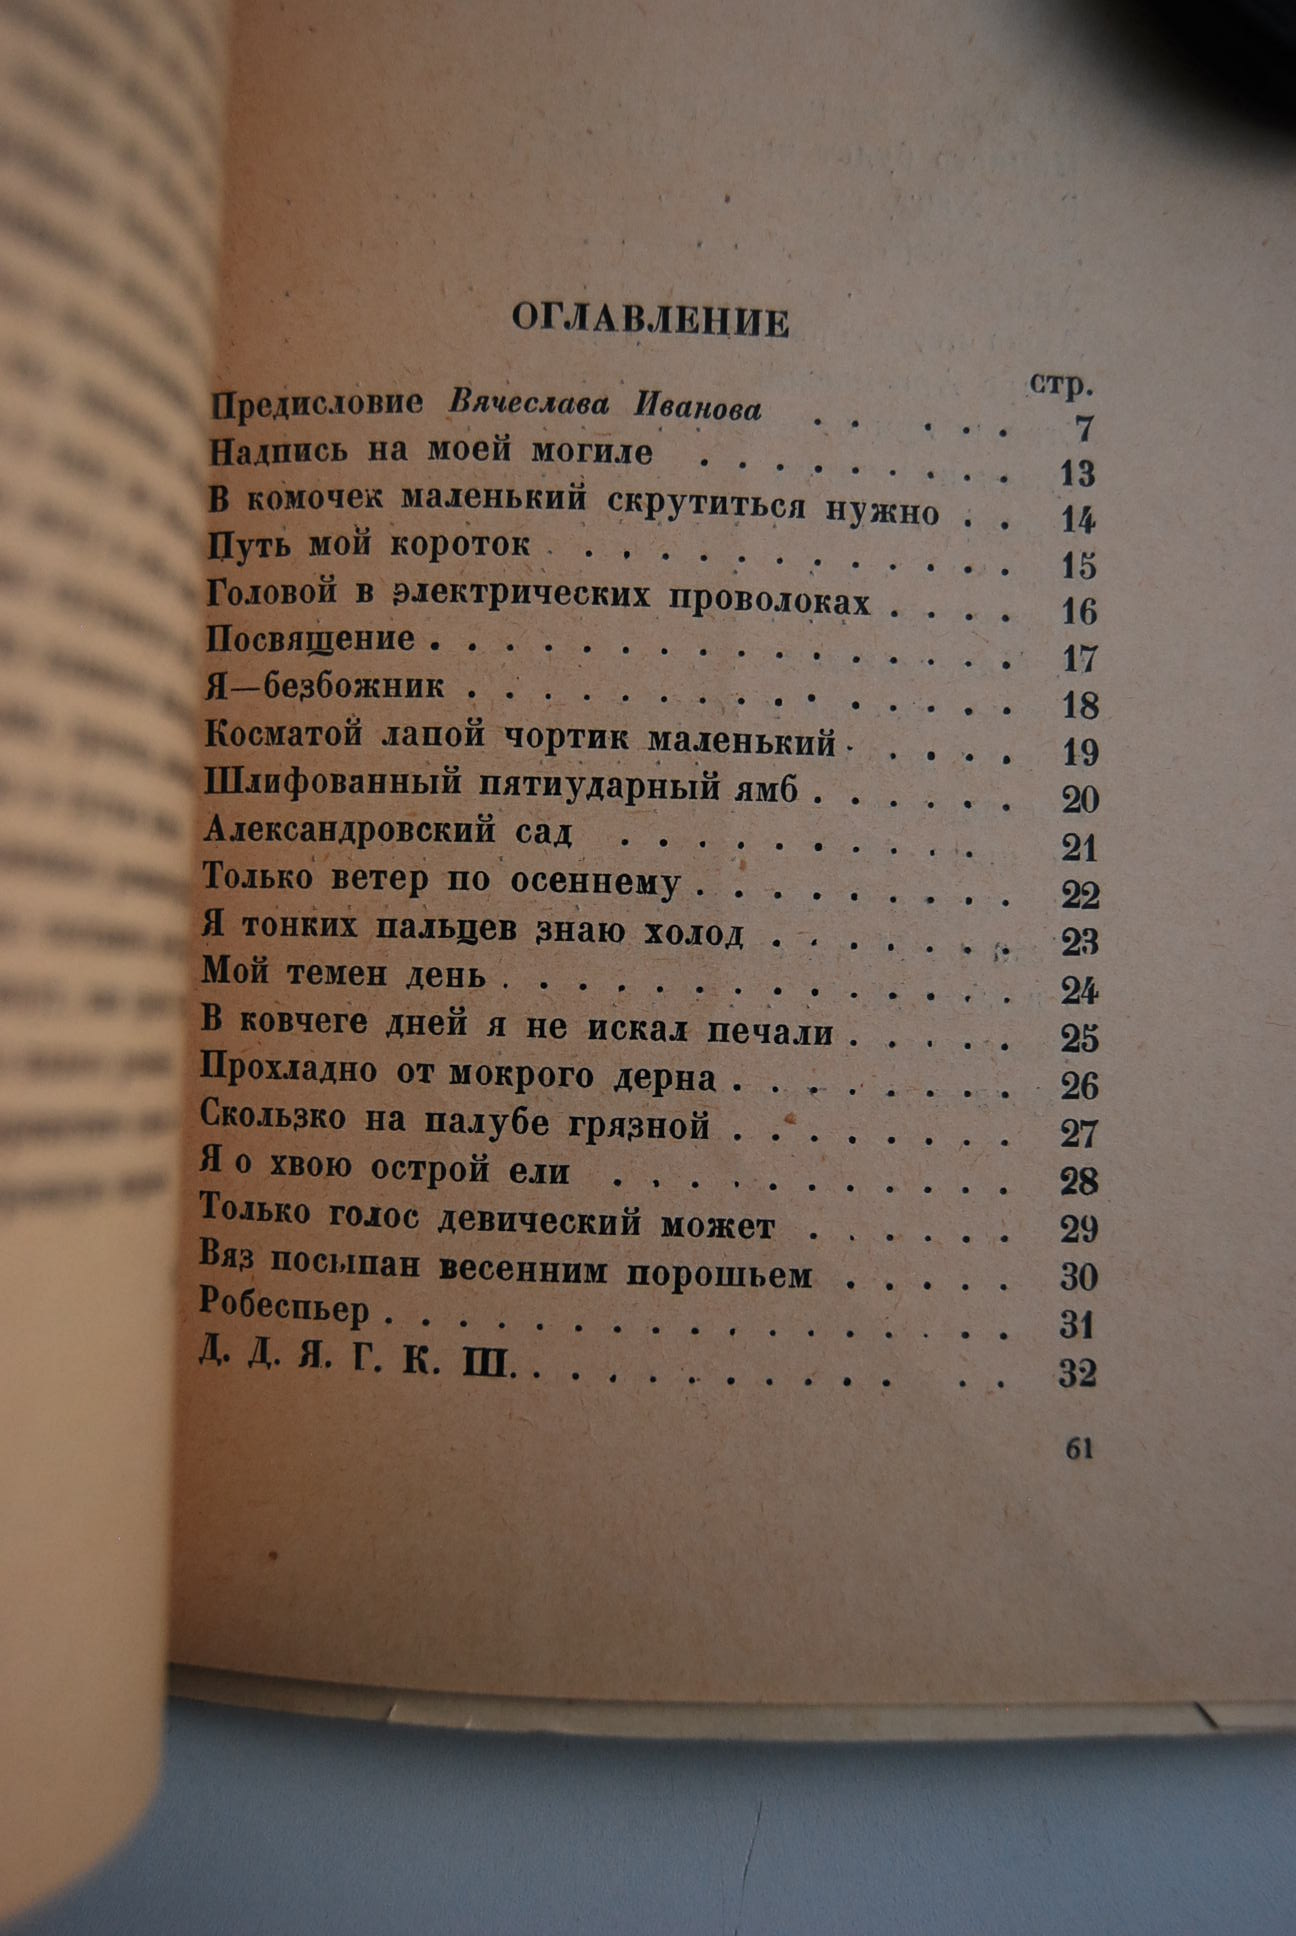 ОГЛАВЛЕНИЕ
стр.
Предисловие Вячеслава Иванова . . . . . 7
Надпись на моей могиле . . . . . . . . . 13
В комочек маленький скрутиться нужно . . 14
Путь мой короток . . . . . . . . . . . . 15
Головой в электрических проволоках . . . . 16
Посвящение . . . . . . . . . . . . . . . . 17
Я—безбожник . . . . . . . . . . . . . . . 18
Косматой лапой чортик маленький . . . . . 19
Шлифованный пятиударный ямб . . . . . . 20
Александровский сад . . . . . . . . . . 21
Только ветер по осеннему . . . . . . . . . 22
Я тонких пальцев знаю холод . . . . . . . 23
Мой темен день . . . . . . . . . . . . . . 24
В ковчеге дней я не искал печали . . . . . 25
Прохладно от мокрого дерна . . . . . . . . 26
Скользко на палубе грязной . . . . . . . . 27
Я о хвою острой ели . . . . . . . . . . . 28
Только голос девический может . . . . . . 29
Вяз посыпан весенним порошьем . . . . . 30
Робеспьер . . . . . . . . . . . . . . . . . 31
Д. Д. Я. Г. К. Ш. . . . . . . . . . . . . 32
61